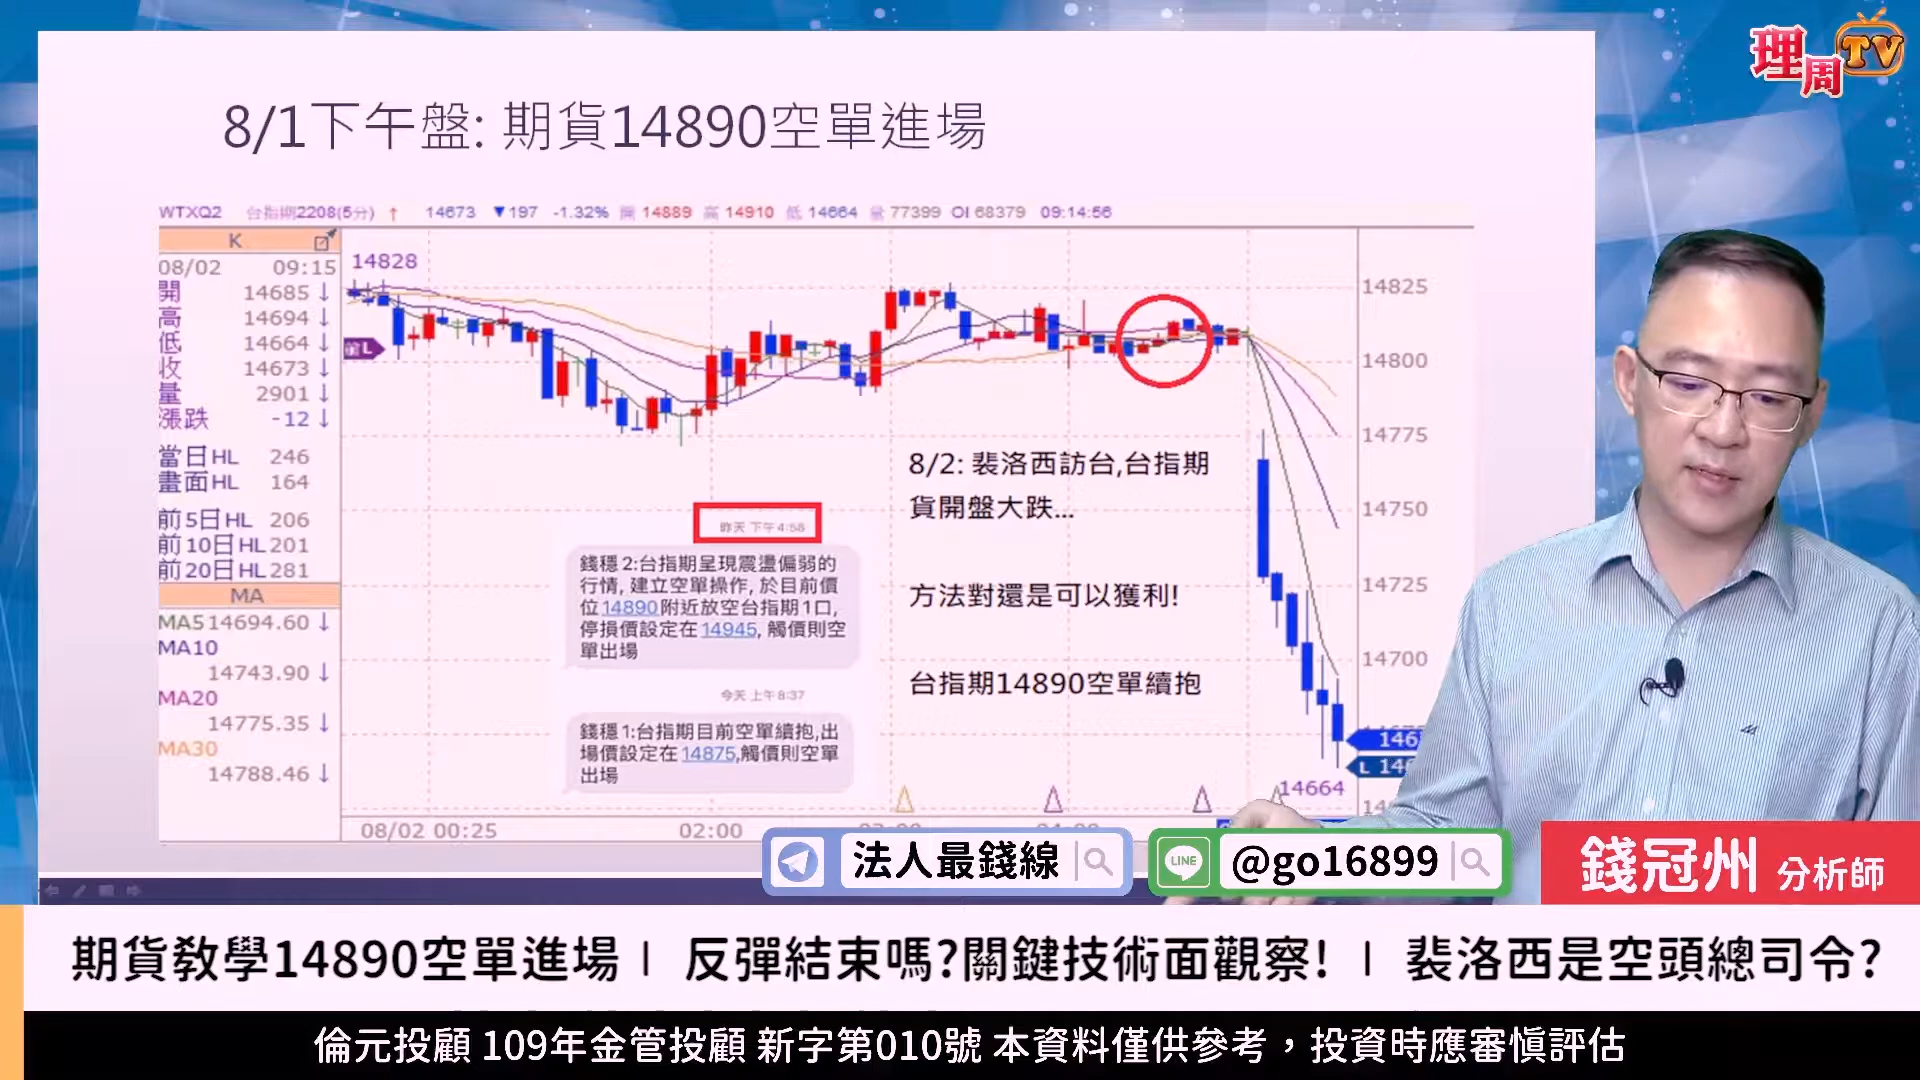 理周TV
8/1下午盤: 期貨14890空單進場
WTXQ2 台指期2208(5分) ↑ 14673 ▼197 -1.32% 開 14889 高 14910 低 14664 量 77399 OI 68379 09:14:56
K
08/02 09:15
開 14685 ↓
高 14694 ↓
低 14664 ↓
收 14673 ↓
量 2901 ↓
漲跌 -12 ↓
當日HL 246
畫面HL 164
前5日HL 206
前10日HL 201
前20日HL 281
MA
MA5 14694.60 ↓
MA10
14743.90 ↓
MA20
14775.35 ↓
MA30
14788.46 ↓
14828
L
14825
14800
14775
14750
14725
14700
14664
8/2: 裴洛西訪台,台指期
貨開盤大跌...
方法對還是可以獲利!
台指期14890空單續抱
昨天 下午4:58
錢穩2:台指期呈現震盪偏弱的
行情, 建立空單操作, 於目前價
位14890附近放空台指期1口,
停損價設定在14945, 觸價則空
單出場
今天 上午8:37
錢穩1:台指期目前空單續抱,出
場價設定在14875,觸價則空單
出場
08/02 00:25
02:00
法人最錢線
LINE
@go16899
錢冠州 分析師
期貨教學14890空單進場 | 反彈結束嗎?關鍵技術面觀察! | 裴洛西是空頭總司令?
倫元投顧 109年金管投顧 新字第010號 本資料僅供參考，投資時應審慎評估